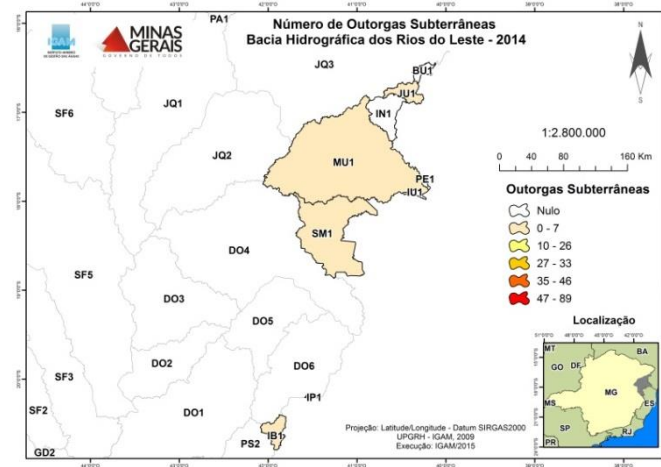 Número de Outorgas Subterrâneas
Bacia Hidrográfica dos Rios do Leste - 2014
IGAM
MINAS
GERAIS
GOVERNO DE TODOS
PA1
JQ3
BU1
JU1
IN1
SF6
JQ1
JQ2
MU1
PE1
IU1
SM1
DO4
SF5
DO3
DO5
DO2
DO6
SF3
IP1
SF2
DO1
IB1
PS2
GD2
N
S
1:2.800.000
0 40 80 160 Km
Outorgas Subterrâneas
Nulo
0 - 7
10 - 26
27 - 33
35 - 46
47 - 89
Localização
MT
BA
GO
DF
MG
MS
ES
SP
RJ
PR
Projeção: Latitude/Longitude - Datum SIRGAS2000
UPGRH - IGAM, 2009
Execução: IGAM/2015